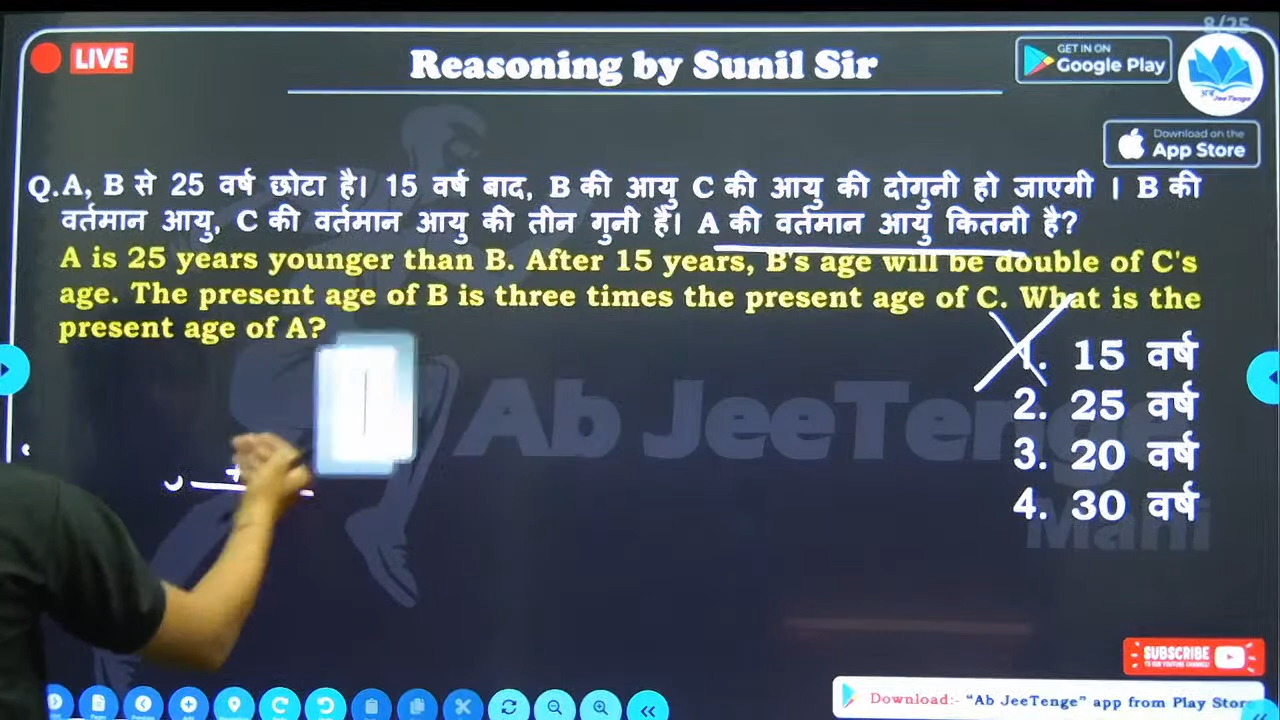 8/25
LIVE
Reasoning by Sunil Sir
GET IN ON
Google Play
Download on the
App Store
Q.A, B से 25 वर्ष छोटा है। 15 वर्ष बाद, B की आयु C की आयु की दोगुनी हो जाएगी । B की
वर्तमान आयु, C की वर्तमान आयु की तीन गुनी है। A की वर्तमान आयु कितनी है?
A is 25 years younger than B. After 15 years, B's age will be double of C's
age. The present age of B is three times the present age of C. What is the
present age of A?
1. 15 वर्ष
2. 25 वर्ष
3. 20 वर्ष
4. 30 वर्ष
Ab JeeTenge
SUBSCRIBE
Download:- “Ab JeeTenge” app from Play Store